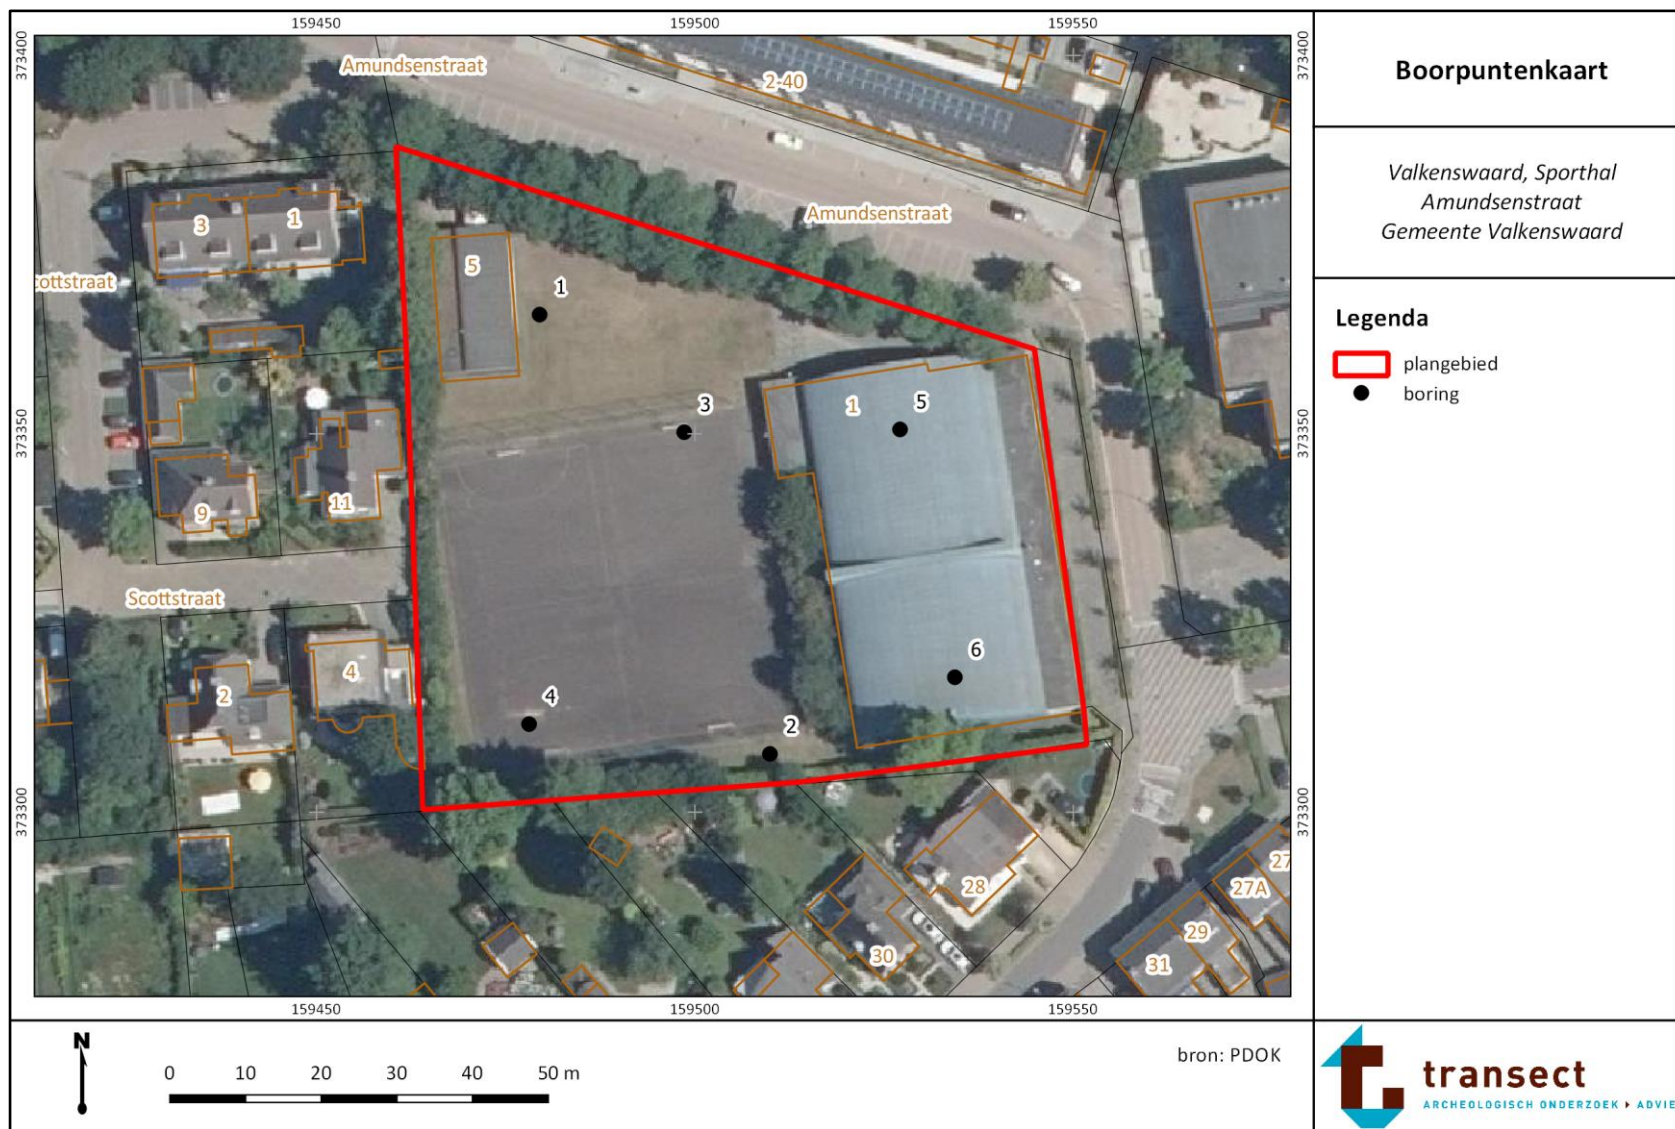 159450
159500
159550
373400
373400
Amundsenstraat
2-40
3
1
Amundsenstraat
5
1
3
1
5
373350
373350
9
11
Scottstraat
2
4
6
4
2
373300
373300
28
27
27A
29
30
31
159450
159500
159550
Boorpuntenkaart
Valkenswaard, Sporthal
Amundsenstraat
Gemeente Valkenswaard
Legenda
plangebied
boring
N
0 10 20 30 40 50 m
bron: PDOK
transect
ARCHEOLOGISCH ONDERZOEK ▸ ADVIE